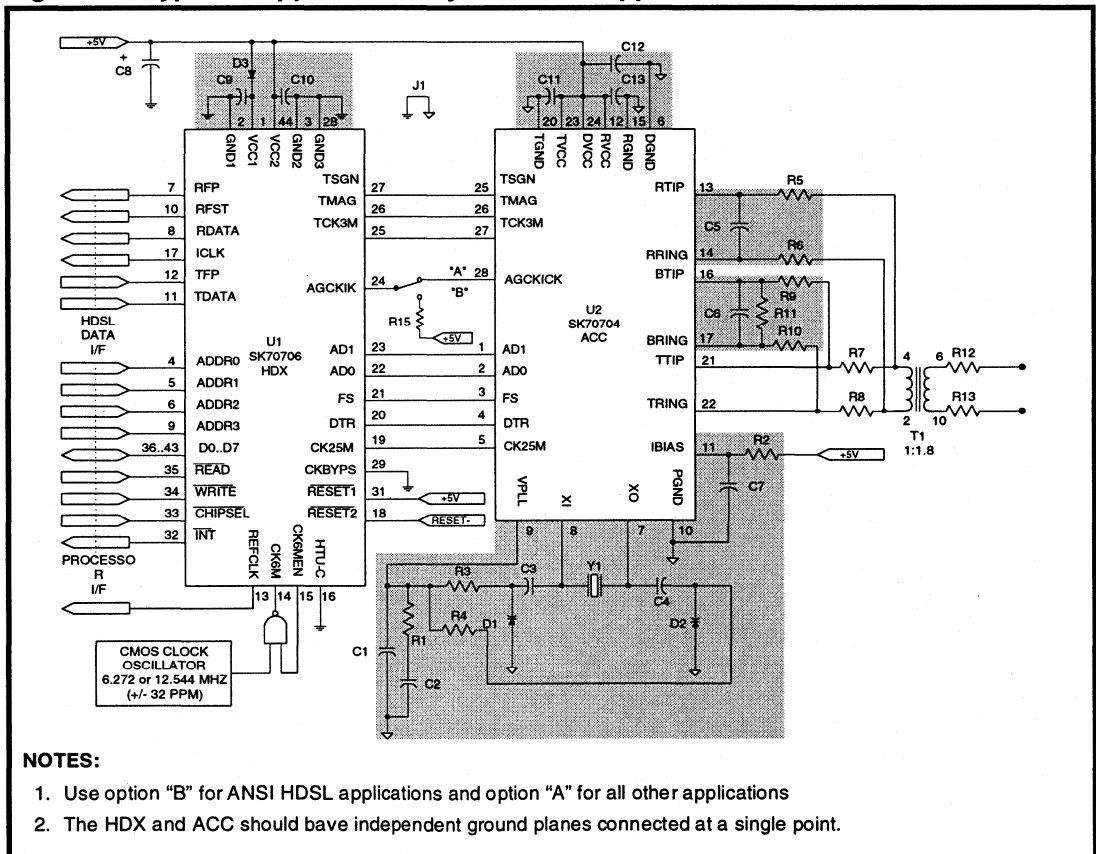 +5V
+
C8
D3
C9
C10
J1
C12
C11
C13
2 1 44 3 28
GND1 VCC1 VCC2 GND2 GND3
20 23 24 12 15 6
TGND TVCC DVCC RVCC RGND DGND
7 RFP
10 RFST
8 RDATA
17 ICLK
12 TFP
11 TDATA
HDSL
DATA
I/F
4 ADDR0
5 ADDR1
6 ADDR2
9 ADDR3
36..43 D0..D7
35 READ
34 WRITE
33 CHIPSEL
32 INT
PROCESSO
R
I/F
U1
SK70706
HDX
TSGN
TMAG
TCK3M
AGCKIK
AD1
AD0
FS
DTR
CK25M
CKBYPS
RESET1
RESET2
27 25
26 26
25 27
24 "A" 28
"B"
R15
+5V
23 1
22 2
21 3
20 4
19 5
29
31 +5V
18 RESET-
REFCLK CK6M CK6MEN HTU-C
13 14 15 16
CMOS CLOCK
OSCILLATOR
6.272 or 12.544 MHZ
(+/- 32 PPM)
TSGN
TMAG
TCK3M
AGCKICK
U2
SK70704
ACC
AD1
AD0
FS
DTR
CK25M
RTIP 13
RRING 14
BTIP 16
BRING 17
TTIP 21
TRING 22
IBIAS 11
R5
C5
R6
R9
C6
R11
R10
R7
R8
4 6
2 10
T1
1:1.8
R12
R13
R2
+5V
C7
VPLL XI XO PGND
9 8 7 10
R3
C3
Y1
C4
R4
D1
D2
R1
C1
C2
NOTES:
1. Use option “B” for ANSI HDSL applications and option “A” for all other applications
2. The HDX and ACC should bave independent ground planes connected at a single point.